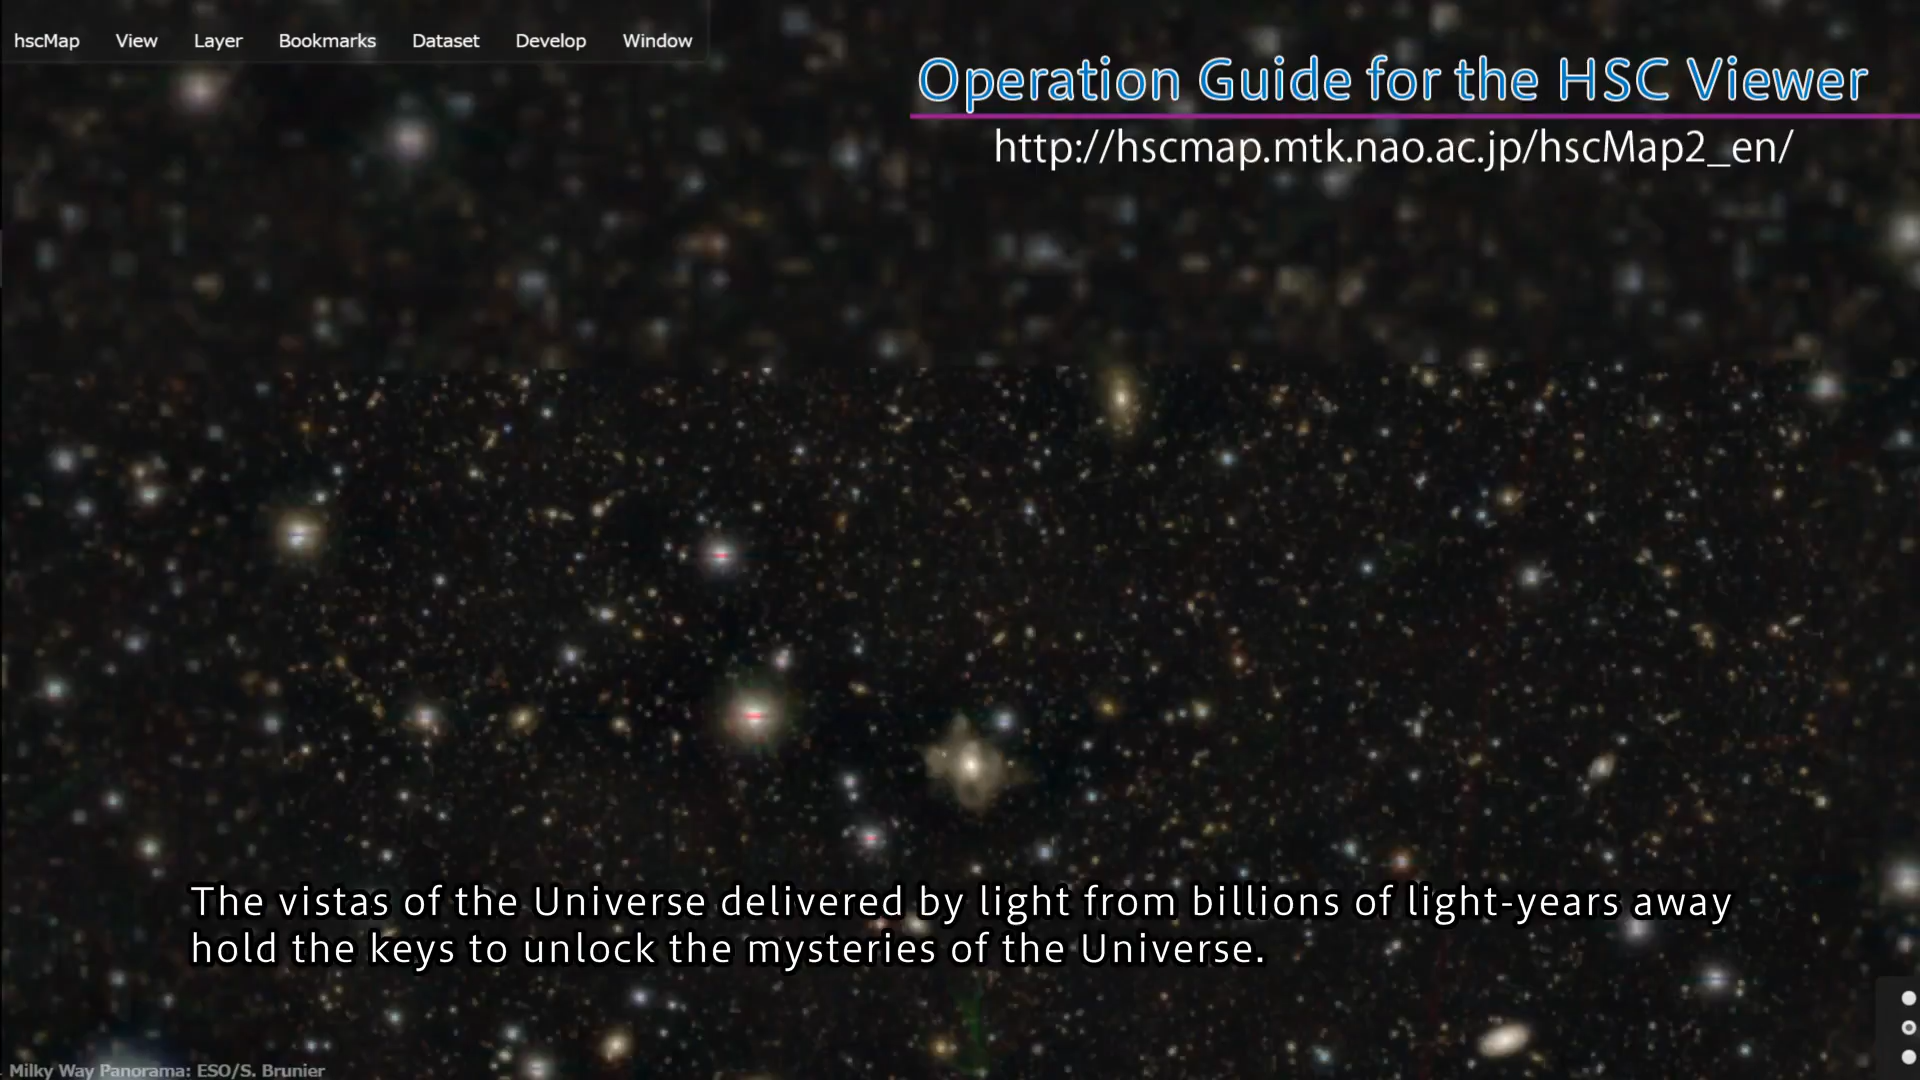 hscMap View Layer Bookmarks Dataset Develop Window
Operation Guide for the HSC Viewer
http://hscmap.mtk.nao.ac.jp/hscMap2_en/
The vistas of the Universe delivered by light from billions of light-years away
hold the keys to unlock the mysteries of the Universe.
Milky Way Panorama: ESO/S. Brunier